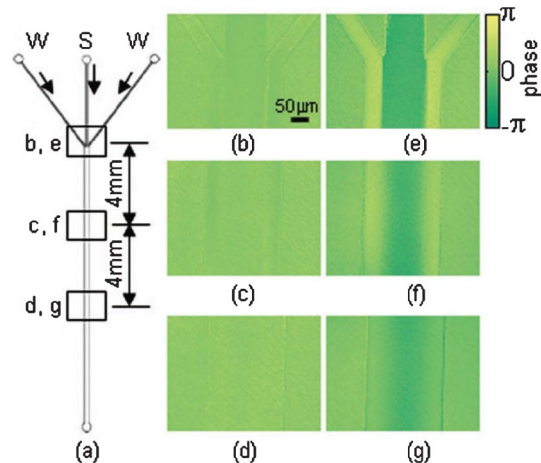 W S W
b, e
4mm
c, f
4mm
d, g
(a)
50µm
(b)
(e)
π
0
-π
phase
(c)
(f)
(d)
(g)